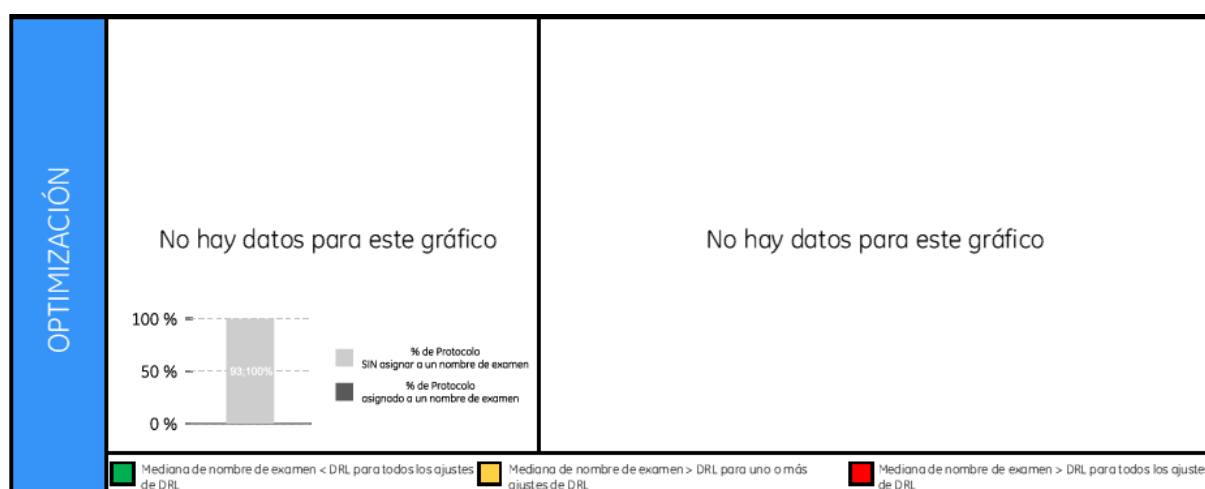 OPTIMIZACIÓN
No hay datos para este gráfico
No hay datos para este gráfico
100 %
50 %
0 %
93;100%
% de Protocolo
SIN asignar a un nombre de examen
% de Protocolo
asignado a un nombre de examen
Mediana de nombre de examen < DRL para todos los ajustes
de DRL
Mediana de nombre de examen > DRL para uno o más
ajustes de DRL
Mediana de nombre de examen > DRL para todos los ajustes
de DRL